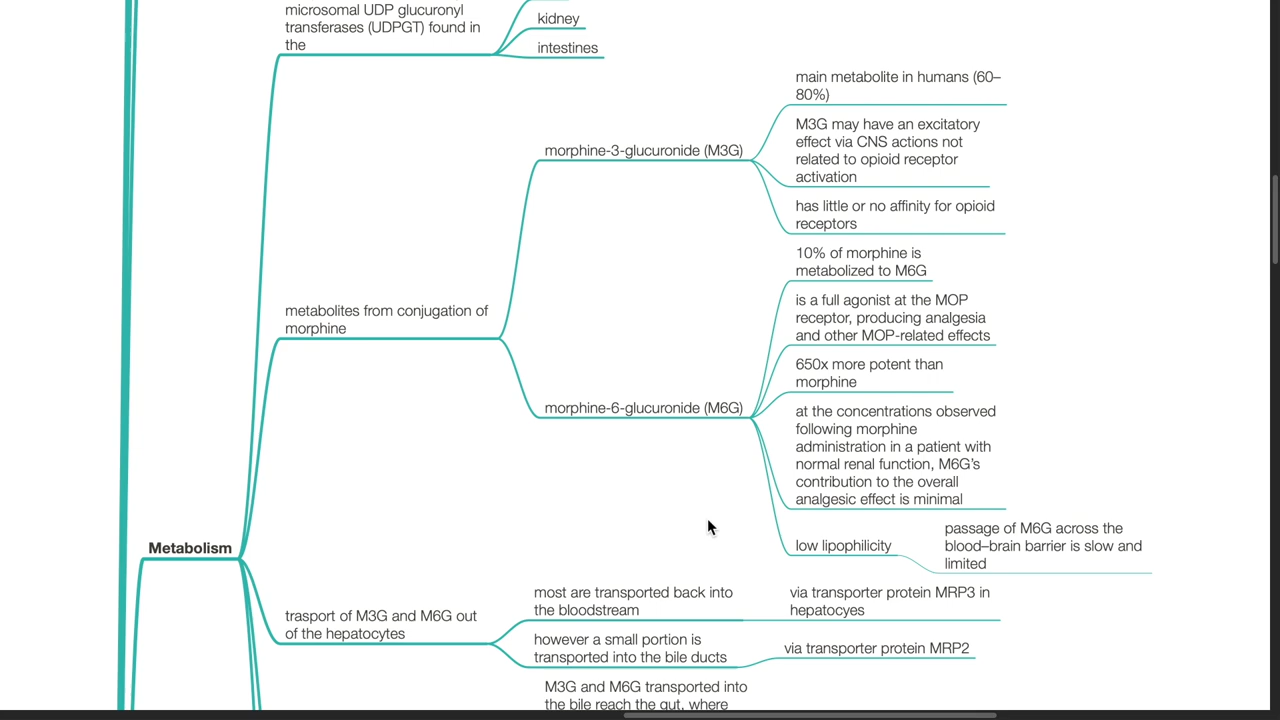 microsomal UDP glucuronyl
transferases (UDPGT) found in
the
kidney
intestines
main metabolite in humans (60–
80%)
M3G may have an excitatory
effect via CNS actions not
related to opioid receptor
activation
morphine-3-glucuronide (M3G)
has little or no affinity for opioid
receptors
10% of morphine is
metabolized to M6G
is a full agonist at the MOP
receptor, producing analgesia
and other MOP-related effects
metabolites from conjugation of
morphine
650x more potent than
morphine
morphine-6-glucuronide (M6G)
at the concentrations observed
following morphine
administration in a patient with
normal renal function, M6G’s
contribution to the overall
analgesic effect is minimal
low lipophilicity
passage of M6G across the
blood–brain barrier is slow and
limited
Metabolism
trasport of M3G and M6G out
of the hepatocytes
most are transported back into
the bloodstream
via transporter protein MRP3 in
hepatocyes
however a small portion is
transported into the bile ducts
via transporter protein MRP2
M3G and M6G transported into
the bile reach the gut, where